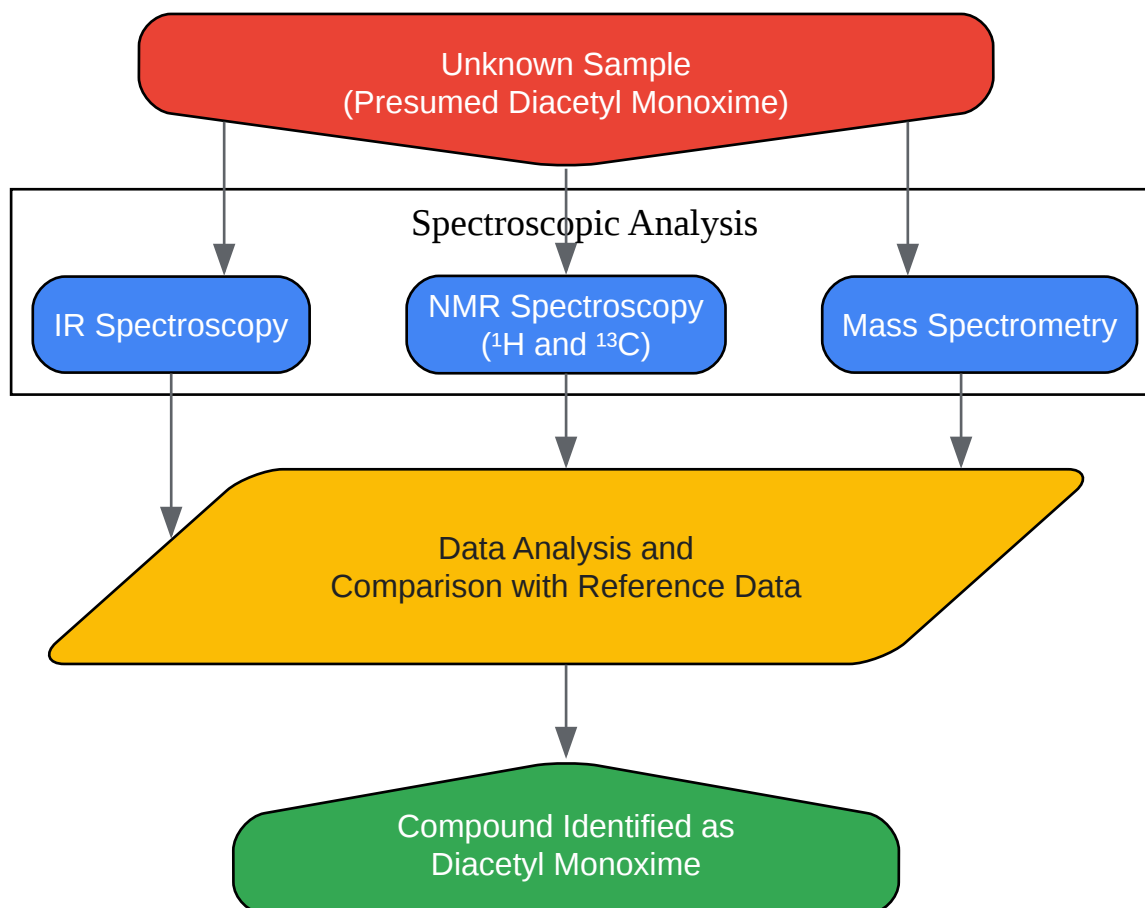 Unknown Sample
(Presumed Diacetyl Monoxime)
Spectroscopic Analysis
IR Spectroscopy
NMR Spectroscopy
(¹H and ¹³C)
Mass Spectrometry
Data Analysis and
Comparison with Reference Data
Compound Identified as
Diacetyl Monoxime